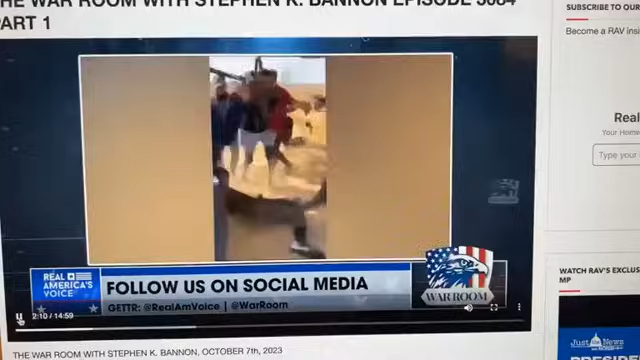 THE WAR ROOM WITH STEPHEN K. BANNON EPISODE 3084
PART 1
SUBSCRIBE TO OUR
Become a RAV insi
Real
Your Home
Type your
REAL
AMERICA'S
VOICE
FOLLOW US ON SOCIAL MEDIA
GETTR: @RealAmVoice | @WarRoom
WAR ROOM
2:10 / 14:59
WATCH RAV'S EXCLUS
MP
Just the News
THE WAR ROOM WITH STEPHEN K. BANNON, OCTOBER 7th, 2023